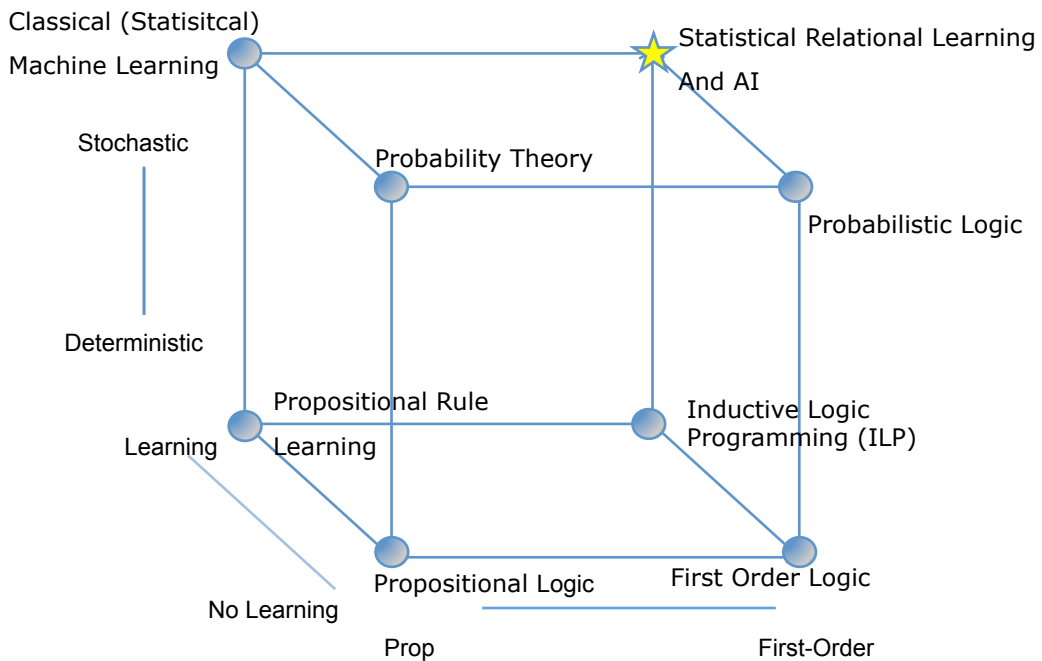 Classical (Statisitcal)
Machine Learning
Statistical Relational Learning
And AI
Stochastic
Probability Theory
Probabilistic Logic
Deterministic
Propositional Rule
Learning
Inductive Logic
Programming (ILP)
Learning
Propositional Logic
First Order Logic
No Learning
Prop
First-Order